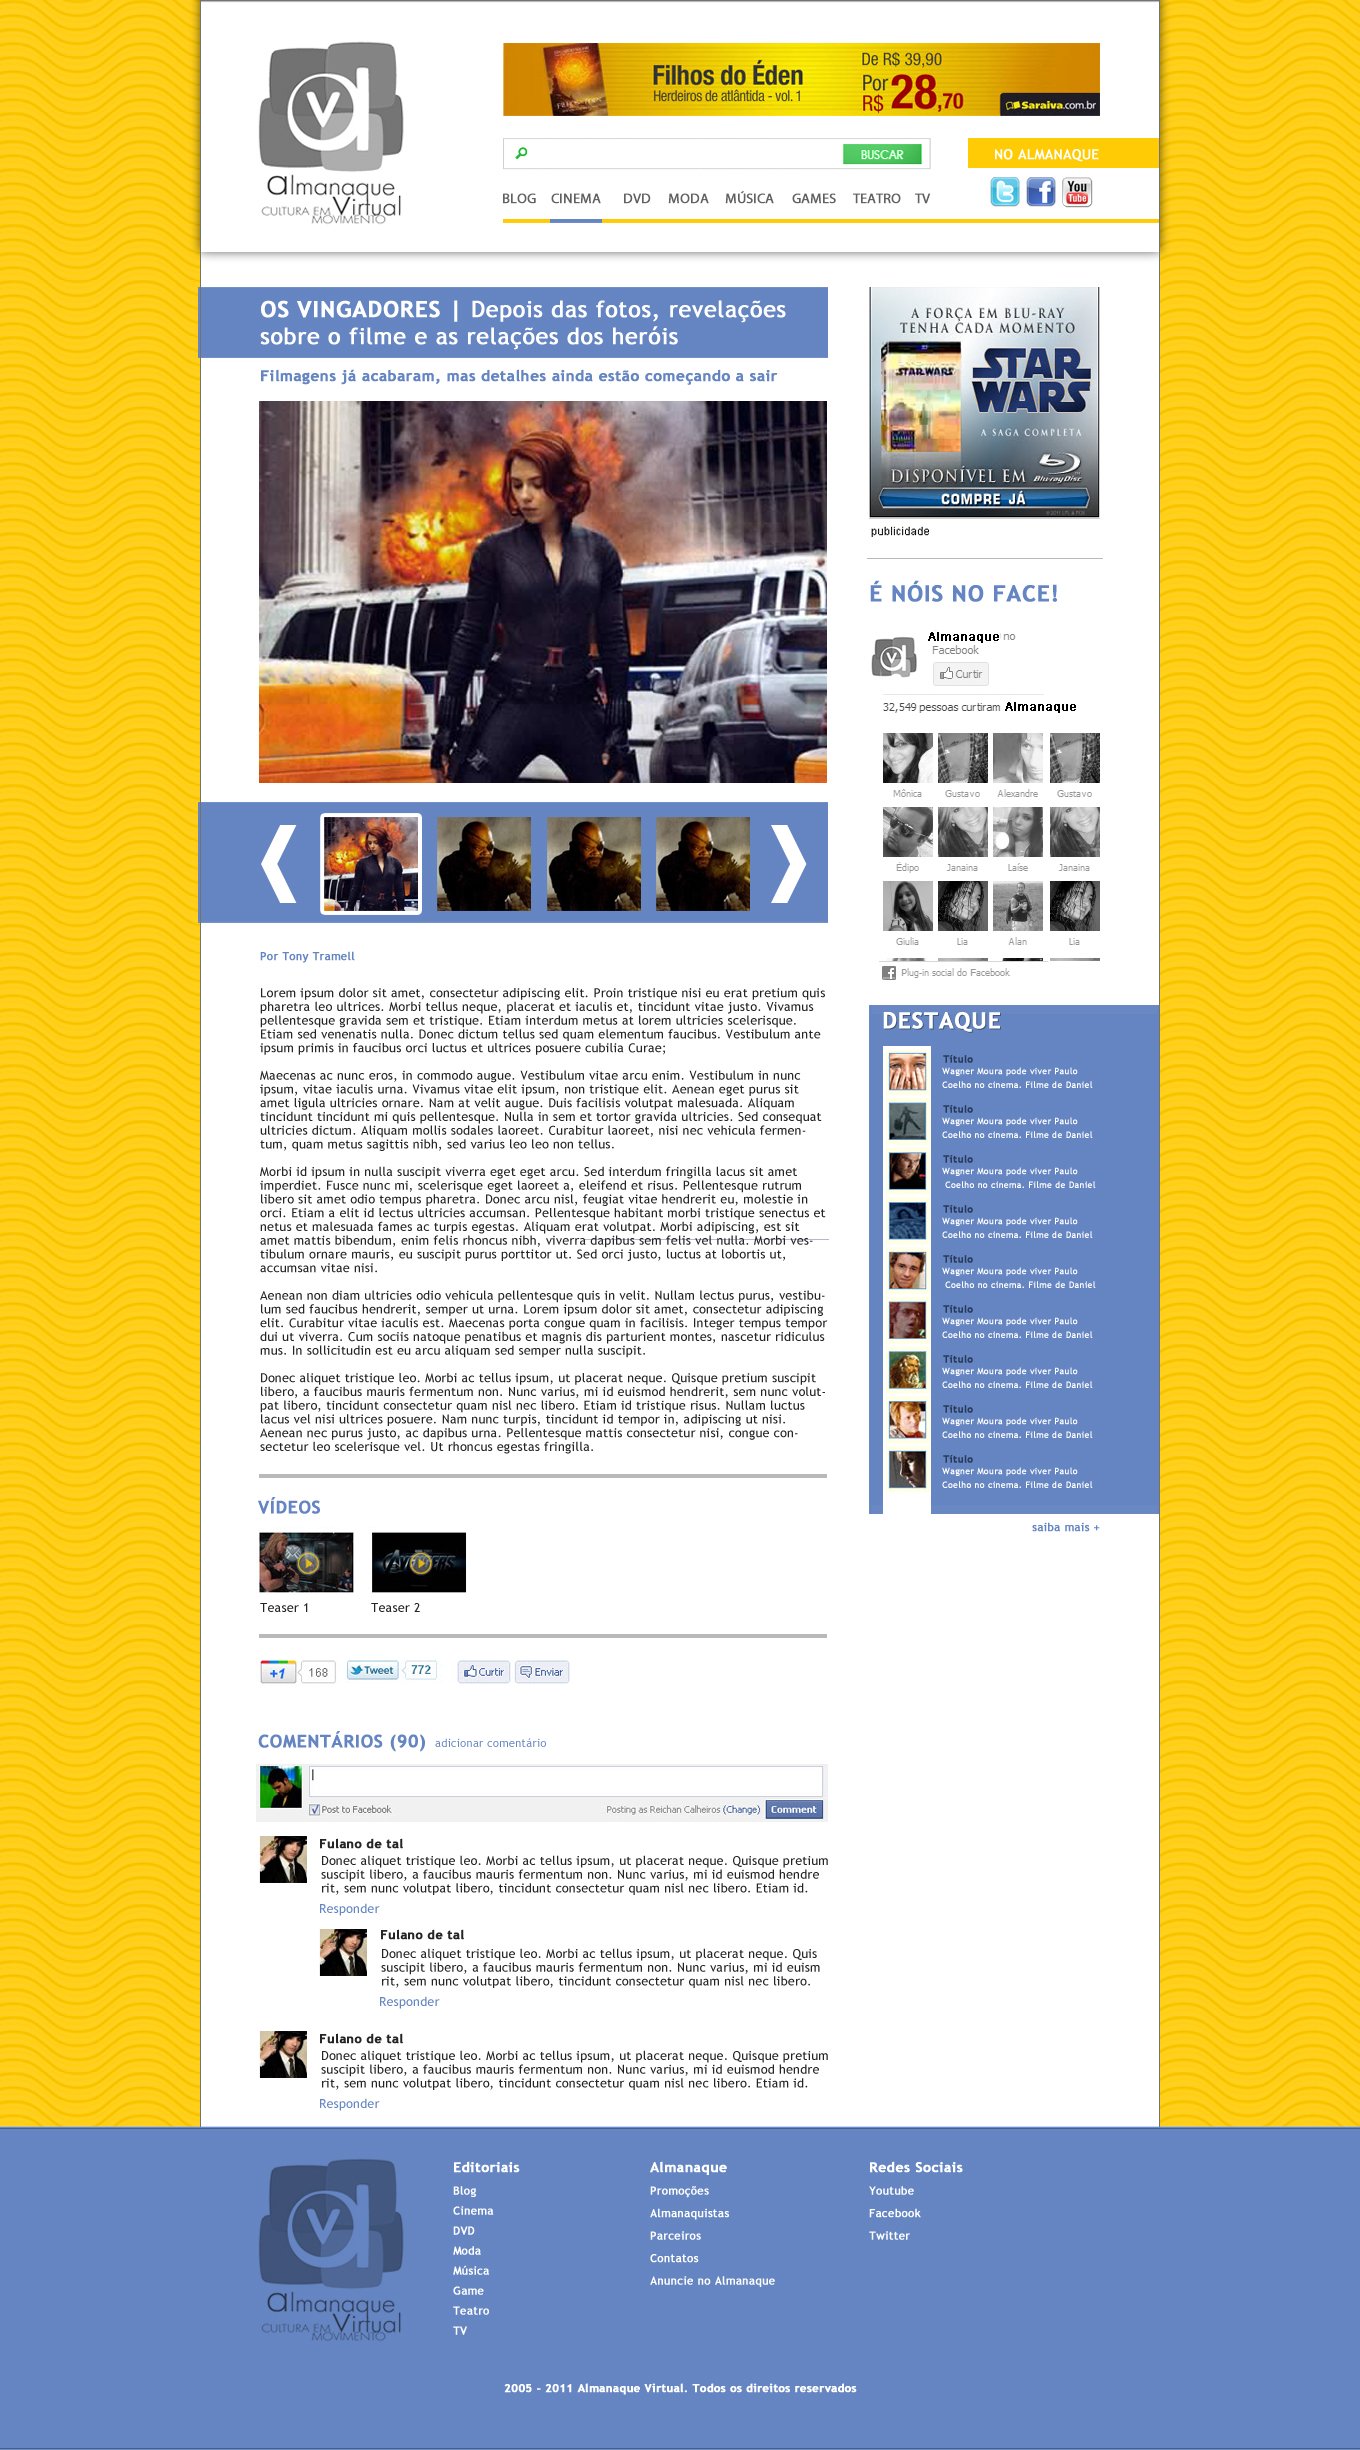 Almanaque
Virtual
CULTURA EM
MOVIMENTO
Filhos do Éden
Herdeiros de atlântida - vol. 1
De R$ 39,90
Por
R$ 28,70
Saraiva.com.br
BUSCAR
NO ALMANAQUE
BLOG CINEMA DVD MODA MÚSICA GAMES TEATRO TV
You
Tube
OS VINGADORES | Depois das fotos, revelações
sobre o filme e as relações dos heróis
Filmagens já acabaram, mas detalhes ainda estão começando a sair
Por Tony Tramell
Lorem ipsum dolor sit amet, consectetur adipiscing elit. Proin tristique nisi eu erat pretium quis
pharetra leo ultrices. Morbi tellus neque, placerat et iaculis et, tincidunt vitae justo. Vivamus
pellentesque gravida sem et tristique. Etiam interdum metus at lorem ultricies scelerisque.
Etiam sed venenatis nulla. Donec dictum tellus sed quam elementum faucibus. Vestibulum ante
ipsum primis in faucibus orci luctus et ultrices posuere cubilia Curae;
Maecenas ac nunc eros, in commodo augue. Vestibulum vitae arcu enim. Vestibulum in nunc
ipsum, vitae iaculis urna. Vivamus vitae elit ipsum, non tristique elit. Aenean eget purus sit
amet ligula ultricies ornare. Nam at velit augue. Duis facilisis volutpat malesuada. Aliquam
tincidunt tincidunt mi quis pellentesque. Nulla in sem et tortor gravida ultricies. Sed consequat
ultricies dictum. Aliquam mollis sodales laoreet. Curabitur laoreet, nisi nec vehicula fermen-
tum, quam metus sagittis nibh, sed varius leo leo non tellus.
Morbi id ipsum in nulla suscipit viverra eget eget arcu. Sed interdum fringilla lacus sit amet
imperdiet. Fusce nunc mi, scelerisque eget laoreet a, eleifend et risus. Pellentesque rutrum
libero sit amet odio tempus pharetra. Donec arcu nisl, feugiat vitae hendrerit eu, molestie in
orci. Etiam a elit id lectus ultricies accumsan. Pellentesque habitant morbi tristique senectus et
netus et malesuada fames ac turpis egestas. Aliquam erat volutpat. Morbi adipiscing, est sit
amet mattis bibendum, enim felis rhoncus nibh, viverra dapibus sem felis vel nulla. Morbi ves-
tibulum ornare mauris, eu suscipit purus porttitor ut. Sed orci justo, luctus at lobortis ut,
accumsan vitae nisi.
Aenean non diam ultricies odio vehicula pellentesque quis in velit. Nullam lectus purus, vestibu-
lum sed faucibus hendrerit, semper ut urna. Lorem ipsum dolor sit amet, consectetur adipiscing
elit. Curabitur vitae iaculis est. Maecenas porta congue quam in facilisis. Integer tempus tempor
dui ut viverra. Cum sociis natoque penatibus et magnis dis parturient montes, nascetur ridiculus
mus. In sollicitudin est eu arcu aliquam sed semper nulla suscipit.
Donec aliquet tristique leo. Morbi ac tellus ipsum, ut placerat neque. Quisque pretium suscipit
libero, a faucibus mauris fermentum non. Nunc varius, mi id euismod hendrerit, sem nunc volut-
pat libero, tincidunt consectetur quam nisl nec libero. Etiam id tristique risus. Nullam luctus
lacus vel nisi ultrices posuere. Nam nunc turpis, tincidunt id tempor in, adipiscing ut nisi.
Aenean nec purus justo, ac dapibus urna. Pellentesque mattis consectetur nisi, congue con-
sectetur leo scelerisque vel. Ut rhoncus egestas fringilla.
VÍDEOS
AVENGERS
Teaser 1 Teaser 2
+1 168 Tweet 772 Curtir Enviar
COMENTÁRIOS (90) adicionar comentário
Post to Facebook Posting as Reichan Calheiros (Change) Comment
Fulano de tal
Donec aliquet tristique leo. Morbi ac tellus ipsum, ut placerat neque. Quisque pretium
suscipit libero, a faucibus mauris fermentum non. Nunc varius, mi id euismod hendre
rit, sem nunc volutpat libero, tincidunt consectetur quam nisl nec libero. Etiam id.
Responder
Fulano de tal
Donec aliquet tristique leo. Morbi ac tellus ipsum, ut placerat neque. Quis
suscipit libero, a faucibus mauris fermentum non. Nunc varius, mi id euism
rit, sem nunc volutpat libero, tincidunt consectetur quam nisl nec libero.
Responder
Fulano de tal
Donec aliquet tristique leo. Morbi ac tellus ipsum, ut placerat neque. Quisque pretium
suscipit libero, a faucibus mauris fermentum non. Nunc varius, mi id euismod hendre
rit, sem nunc volutpat libero, tincidunt consectetur quam nisl nec libero. Etiam id.
Responder
A FORÇA EM BLU-RAY
TENHA CADA MOMENTO
STAR WARS
STAR
WARS
A SAGA COMPLETA
DISPONÍVEL EM Blu-ray Disc
COMPRE JÁ
publicidade
É NÓIS NO FACE!
Almanaque no
Facebook
Curtir
32,549 pessoas curtiram Almanaque
Mônica Gustavo Alexandre Gustavo
Édipo Janaina Laíse Janaina
Giulia Lia Alan Lia
Plug-in social do Facebook
DESTAQUE
Título
Wagner Moura pode viver Paulo
Coelho no cinema. Filme de Daniel
Título
Wagner Moura pode viver Paulo
Coelho no cinema. Filme de Daniel
Título
Wagner Moura pode viver Paulo
Coelho no cinema. Filme de Daniel
Título
Wagner Moura pode viver Paulo
Coelho no cinema. Filme de Daniel
Título
Wagner Moura pode viver Paulo
Coelho no cinema. Filme de Daniel
Título
Wagner Moura pode viver Paulo
Coelho no cinema. Filme de Daniel
Título
Wagner Moura pode viver Paulo
Coelho no cinema. Filme de Daniel
Título
Wagner Moura pode viver Paulo
Coelho no cinema. Filme de Daniel
Título
Wagner Moura pode viver Paulo
Coelho no cinema. Filme de Daniel
saiba mais +
Almanaque
Virtual
CULTURA EM
MOVIMENTO
Editoriais
Blog
Cinema
DVD
Moda
Música
Game
Teatro
TV
Almanaque
Promoções
Almanaquistas
Parceiros
Contatos
Anuncie no Almanaque
Redes Sociais
Youtube
Facebook
Twitter
2005 - 2011 Almanaque Virtual. Todos os direitos reservados